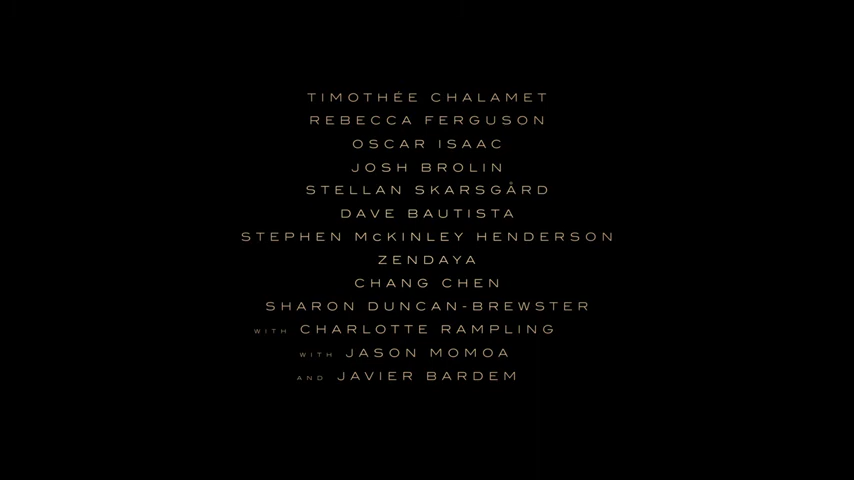 TIMOTHÉE CHALAMET
REBECCA FERGUSON
OSCAR ISAAC
JOSH BROLIN
STELLAN SKARSGÅRD
DAVE BAUTISTA
STEPHEN McKINLEY HENDERSON
ZENDAYA
CHANG CHEN
SHARON DUNCAN-BREWSTER
WITH CHARLOTTE RAMPLING
WITH JASON MOMOA
AND JAVIER BARDEM